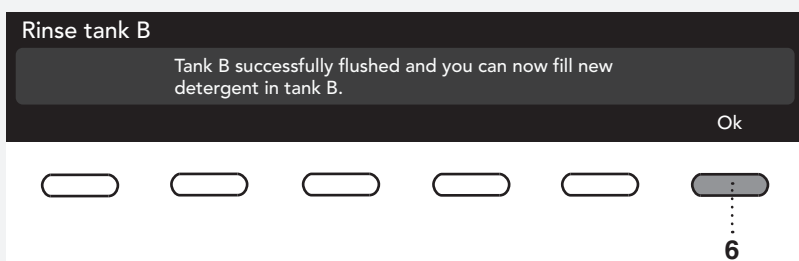 Rinse tank B
Tank B successfully flushed and you can now fill new
detergent in tank B.
Ok
6